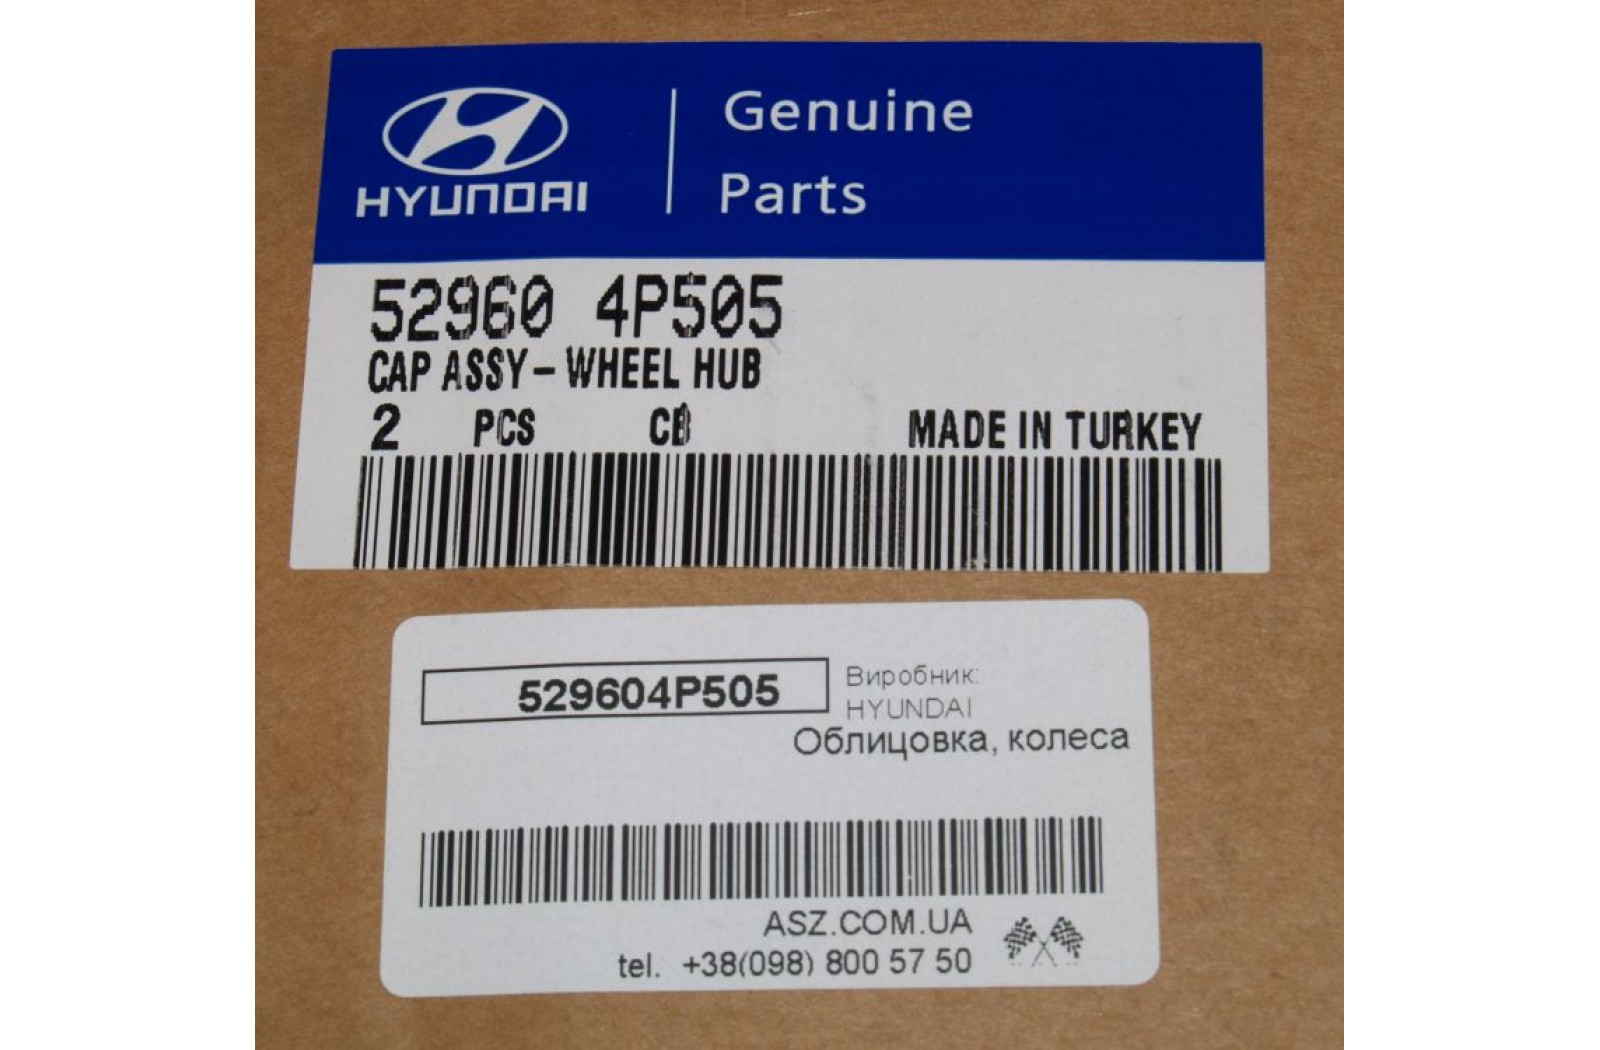 HYUNDAI
Genuine
Parts
52960 4P505
CAP ASSY-WHEEL HUB
2 PCS MADE IN TURKEY
529604P505
Виробник:
HYUNDAI
Облицовка, колеса
ASZ.COM.UA
tel. +38(098) 800 57 50